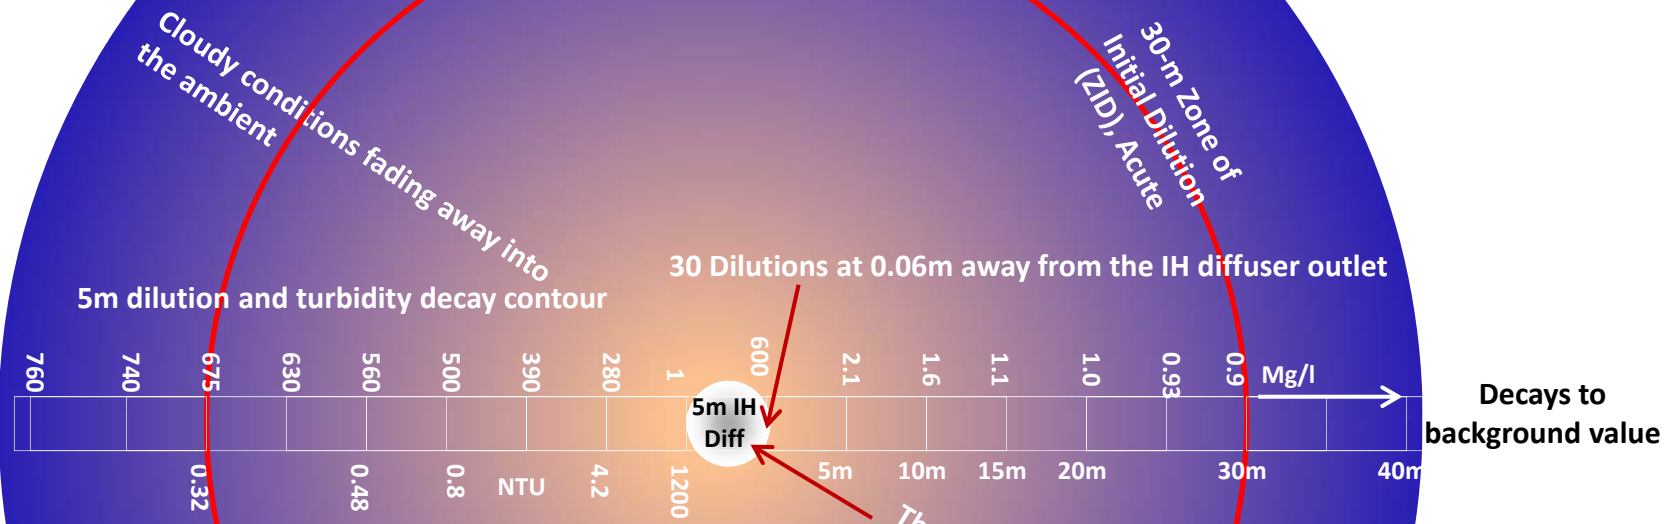 Cloudy conditions fading away into
the ambient
30-m Zone of
Initial Dilution
(ZID), Acute
30 Dilutions at 0.06m away from the IH diffuser outlet
5m dilution and turbidity decay contour
760 740 675 630 560 500 390 280 1 600 2.1 1.6 1.1 1.0 0.93 0.9 Mg/l
5m IH
Diff
Decays to
background value
0.32 0.48 0.8 NTU 4.2 1200 5m 10m 15m 20m 30m 40m
Th